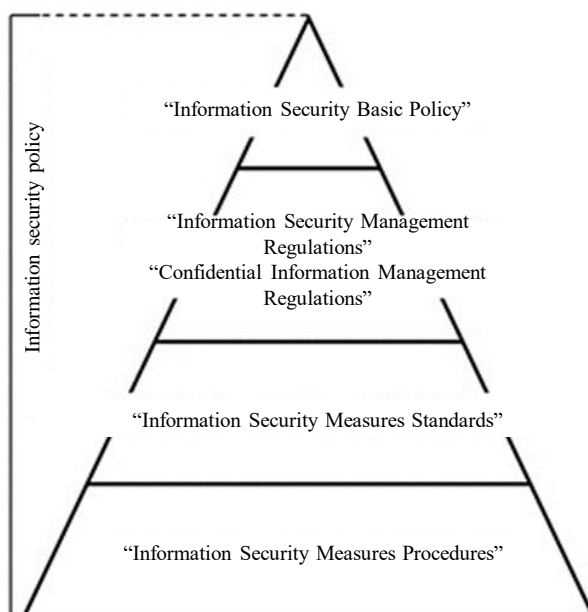 “Information Security Basic Policy”
Information security policy
“Information Security Management
Regulations”
“Confidential Information Management
Regulations”
“Information Security Measures Standards”
“Information Security Measures Procedures”